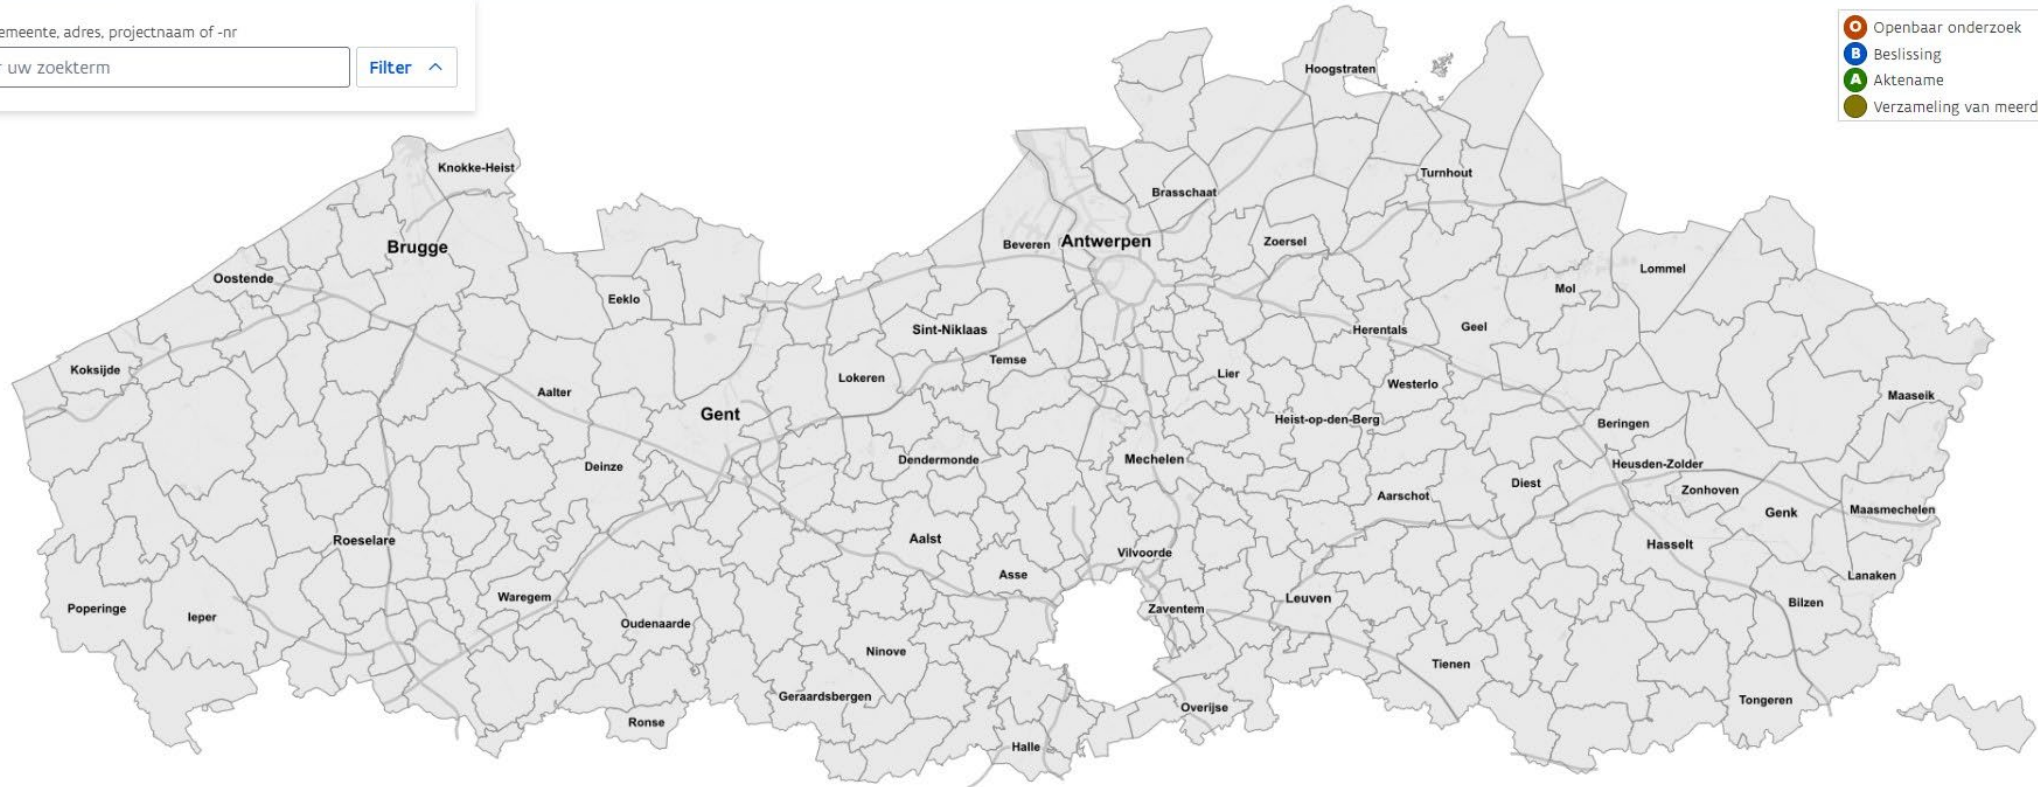 emeente, adres, projectnaam of -nr
uw zoekterm
Filter
O Openbaar onderzoek
B Beslissing
A Aktename
Verzameling van meerd
Hoogstraten
Knokke-Heist
Turnhout
Brasschaat
Brugge
Beveren
Antwerpen
Zoersel
Oostende
Lommel
Mol
Eeklo
Sint-Niklaas
Herentals
Geel
Temse
Koksijde
Lokeren
Lier
Westerlo
Aalter
Maaseik
Gent
Heist-op-den-Berg
Beringen
Deinze
Dendermonde
Mechelen
Heusden-Zolder
Aarschot
Diest
Zonhoven
Genk
Maasmechelen
Roeselare
Aalst
Hasselt
Vilvoorde
Asse
Lanaken
Waregem
Leuven
Bilzen
Poperinge
Ieper
Zaventem
Oudenaarde
Ninove
Tienen
Geraardsbergen
Tongeren
Overijse
Ronse
Halle